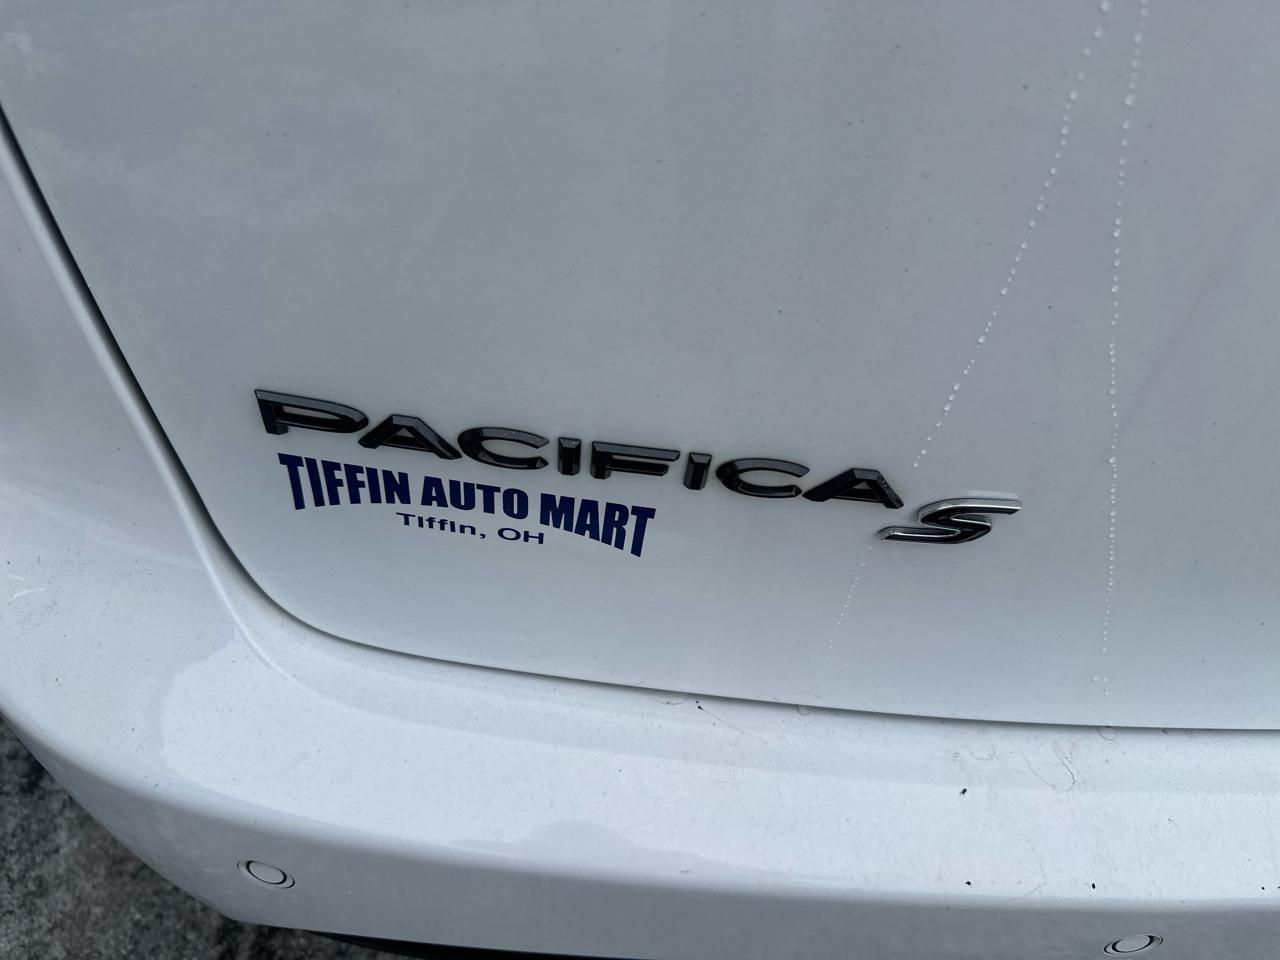 PACIFICA S
TIFFIN AUTO MART
Tiffin, OH